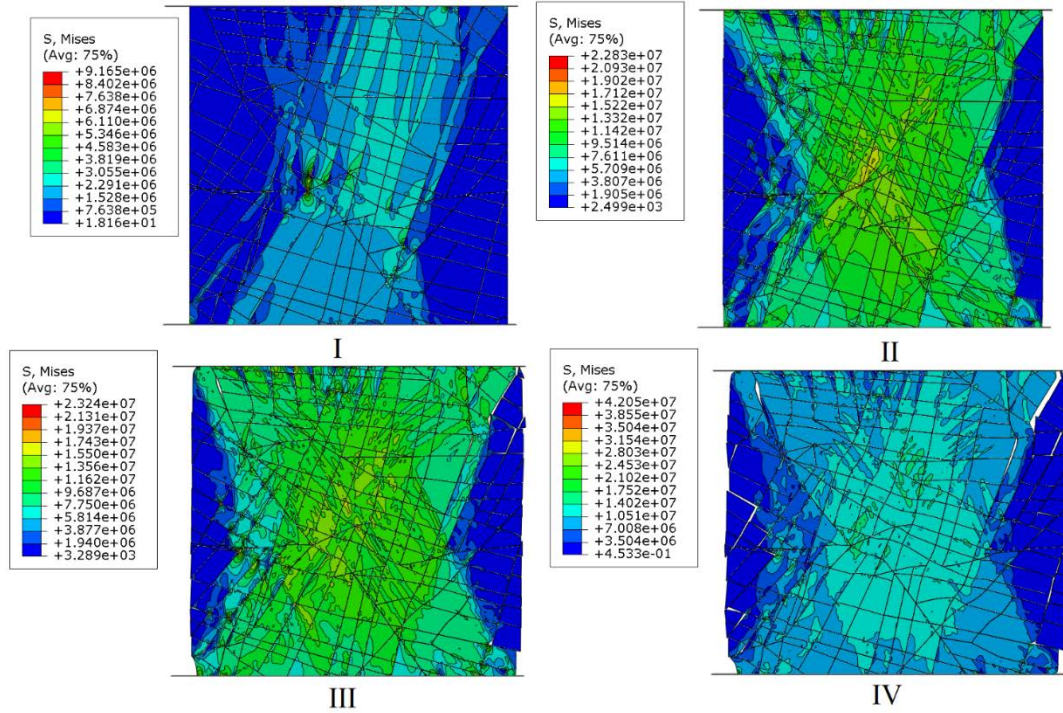 S, Mises
(Avg: 75%)
+9.165e+06
+8.402e+06
+7.638e+06
+6.874e+06
+6.110e+06
+5.346e+06
+4.583e+06
+3.819e+06
+3.055e+06
+2.291e+06
+1.528e+06
+7.638e+05
+1.816e+01
I
S, Mises
(Avg: 75%)
+2.283e+07
+2.093e+07
+1.902e+07
+1.712e+07
+1.522e+07
+1.332e+07
+1.142e+07
+9.514e+06
+7.611e+06
+5.709e+06
+3.807e+06
+1.905e+06
+2.499e+03
II
S, Mises
(Avg: 75%)
+2.324e+07
+2.131e+07
+1.937e+07
+1.743e+07
+1.550e+07
+1.356e+07
+1.162e+07
+9.687e+06
+7.750e+06
+5.814e+06
+3.877e+06
+1.940e+06
+3.289e+03
III
S, Mises
(Avg: 75%)
+4.205e+07
+3.855e+07
+3.504e+07
+3.154e+07
+2.803e+07
+2.453e+07
+2.102e+07
+1.752e+07
+1.402e+07
+1.051e+07
+7.008e+06
+3.504e+06
+4.533e-01
IV